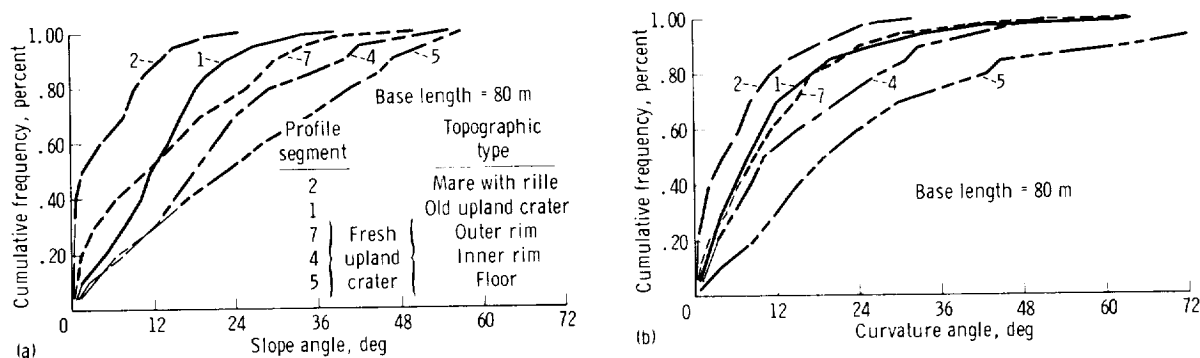 Cumulative frequency, percent
1.00
.80
.60
.40
.20
0
12
24
36
48
60
72
Slope angle, deg
(a)
2
1
7
4
5
Base length = 80 m
Profile segment
Topographic type
2 Mare with rille
1 Old upland crater
7 Outer rim
4 Inner rim
5 Floor
Fresh
upland
crater
Cumulative frequency, percent
1.00
.80
.60
.40
.20
0
12
24
36
48
60
72
Curvature angle, deg
(b)
2
1
7
4
5
Base length = 80 m